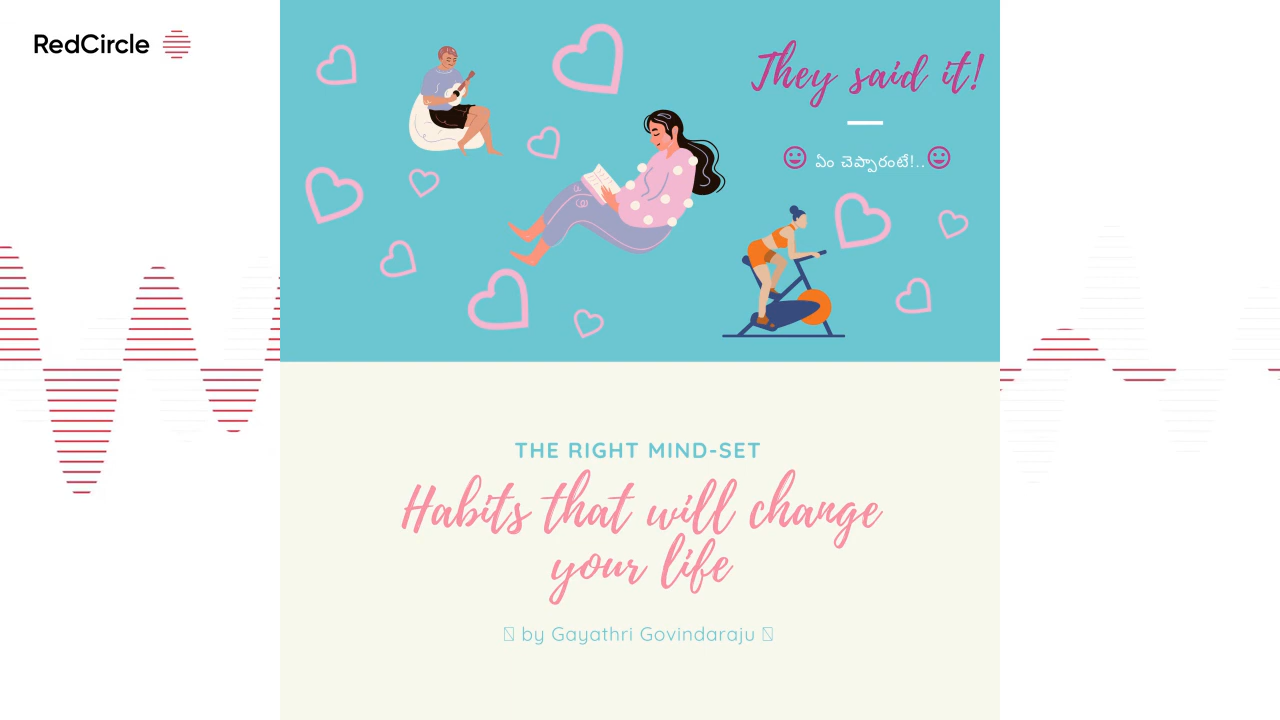 RedCircle
They said it!
ఏం చెప్పారంటే!..
THE RIGHT MIND-SET
Habits that will change
your life
by Gayathri Govindaraju